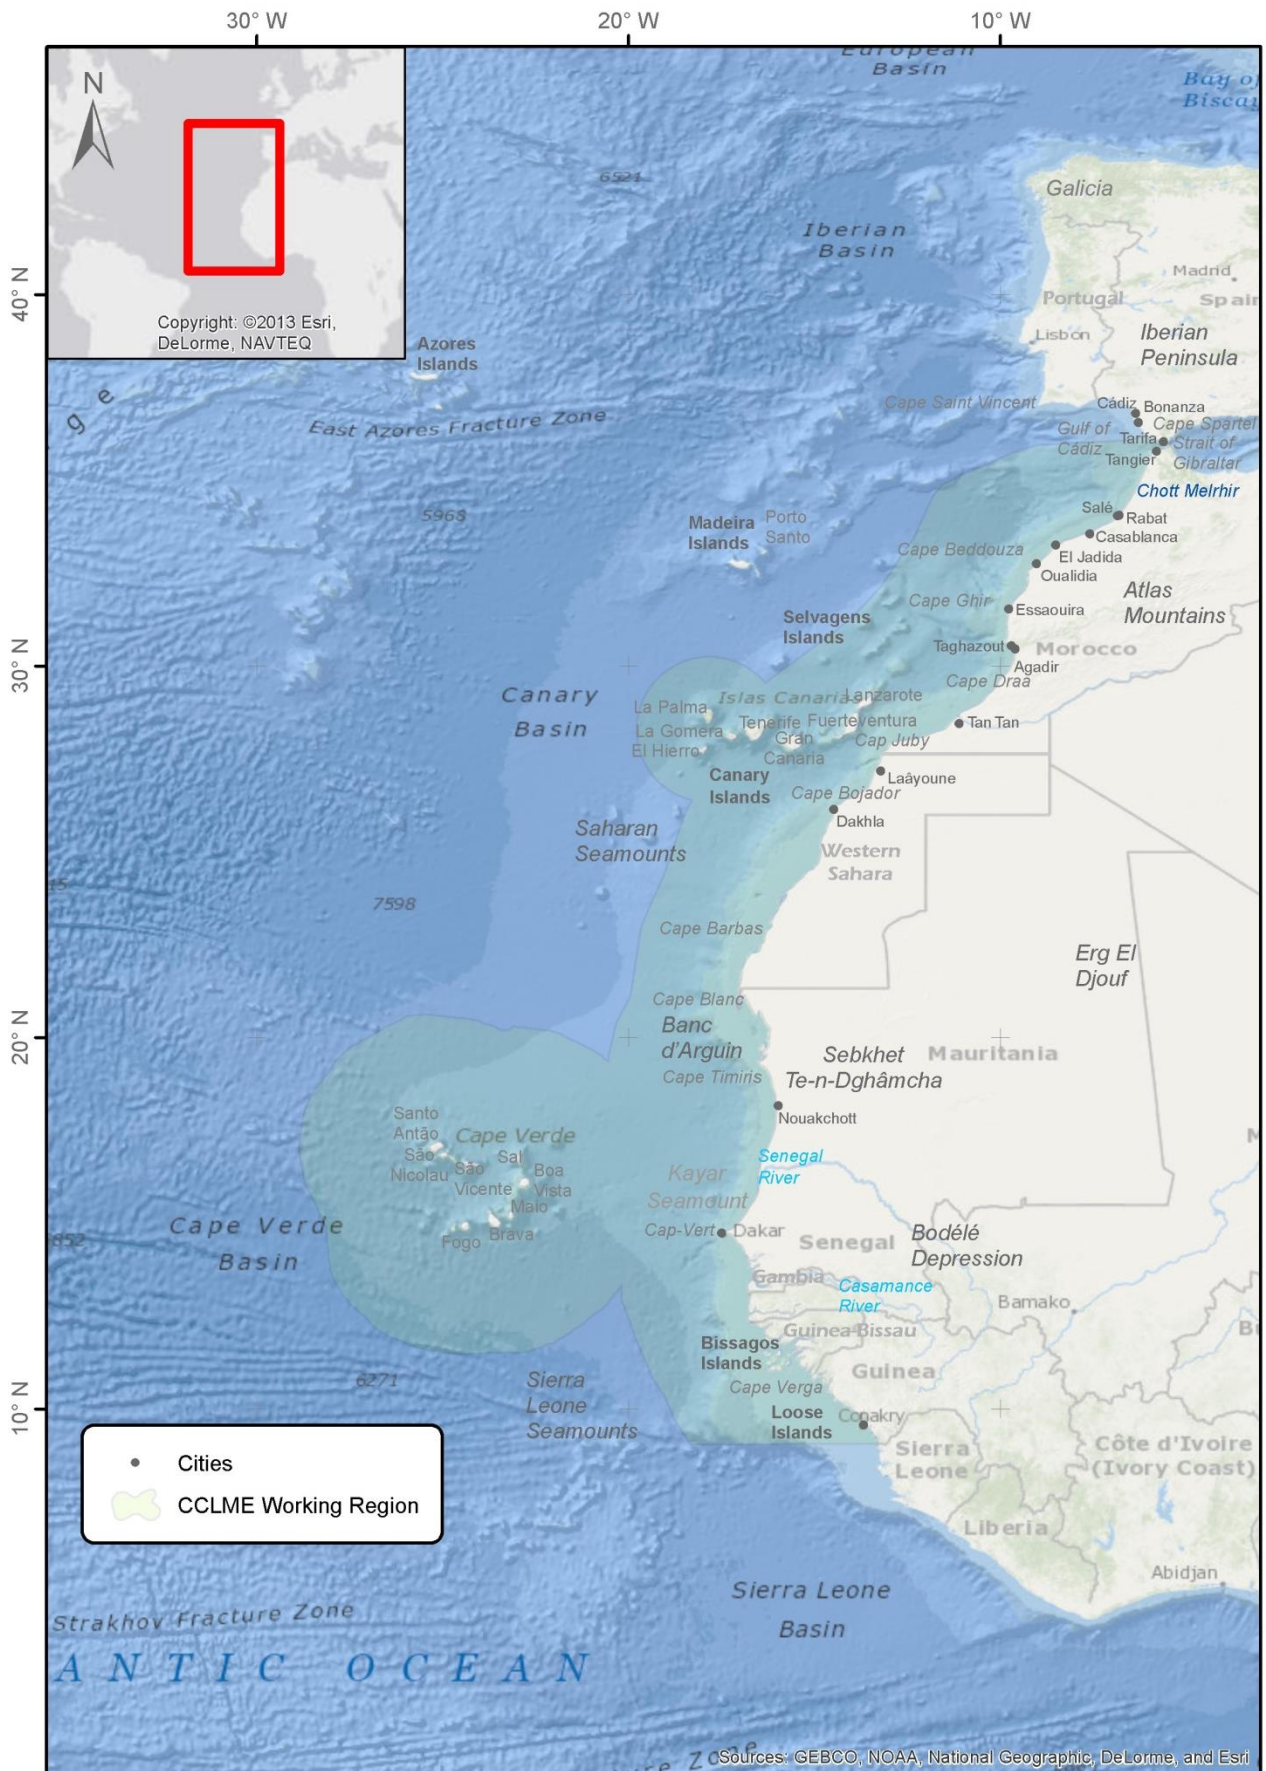 30° W
20° W
10° W
European
Basin
Bay of
Biscay
N
6521
Galicia
Iberian
Basin
Madrid
40° N
Portugal
Spain
Copyright: ©2013 Esri,
DeLorme, NAVTEQ
Lisbon
Iberian
Peninsula
Azores
Islands
g e
East Azores Fracture Zone
Cape Saint Vincent
Cádiz
Bonanza
Gulf of
Cádiz
Cape Spartel
Tarifa
Strait of
Gibraltar
Tangier
Chott Melrhir
5968
Madeira
Islands
Porto
Santo
Salé
Rabat
Casablanca
Cape Beddouza
El Jadida
Oualidia
Atlas
Mountains
Cape Ghir
Essaouira
Selvagens
Islands
30° N
Taghazout
Morocco
Agadir
Cape Draa
Canary
Basin
Islas Canarias
Lanzarote
La Palma
Tenerife
Fuerteventura
Tan Tan
La Gomera
Gran
Canaria
Cap Juby
El Hierro
Canary
Islands
Laâyoune
Cape Bojador
Dakhla
Saharan
Seamounts
Western
Sahara
15
7598
Cape Barbas
Erg El
Djouf
Cape Blanc
20° N
Banc
d'Arguin
Sebkhet
Te-n-Dghâmcha
Mauritania
Cape Timiris
Nouakchott
Santo
Antão
Cape Verde
São
Nicolau
São
Vicente
Sal
Boa
Vista
Maio
Fogo
Brava
Senegal
River
Kayar
Seamount
M
Cape Verde
Basin
Cap-Vert
Dakar
Senegal
Bodélé
Depression
Gambia
Casamance
River
Bamako
Guinea-Bissau
Bissagos
Islands
Guinea
6271
Sierra
Leone
Seamounts
Cape Verga
10° N
Loose
Islands
Conakry
Sierra
Leone
Côte d'Ivoire
(Ivory Coast)
Cities
CCLME Working Region
Liberia
Abidjan
Sierra Leone
Basin
Strakhov Fracture Zone
ANTIC OCEAN
ure Zone
Sources: GEBCO, NOAA, National Geographic, DeLorme, and Esri